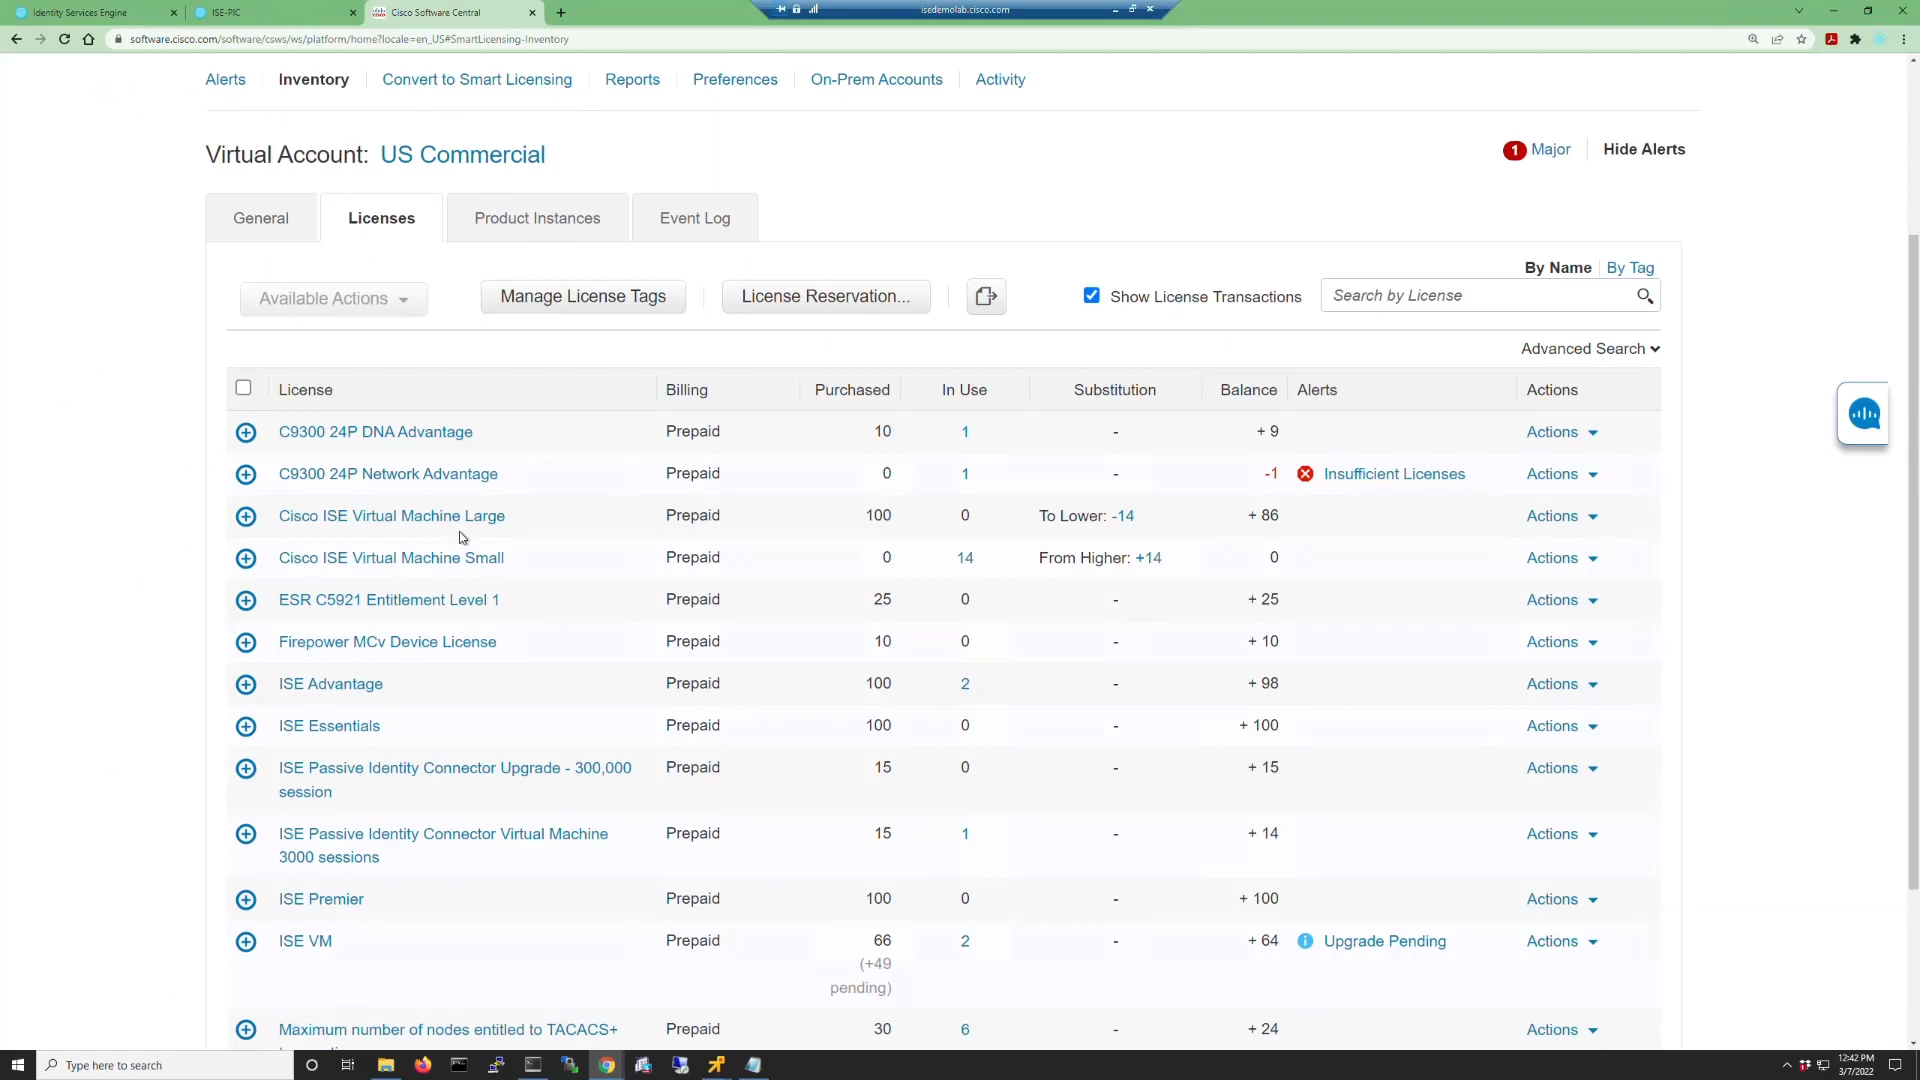 Identity Services Engine
ISE-PIC
Cisco Software Central
isedemolab.cisco.com
software.cisco.com/software/csws/ws/platform/home?locale=en_US#SmartLicensing-Inventory
Alerts Inventory Convert to Smart Licensing Reports Preferences On-Prem Accounts Activity
Virtual Account: US Commercial
1 Major Hide Alerts
General Licenses Product Instances Event Log
By Name By Tag
Available Actions Manage License Tags License Reservation... Show License Transactions Search by License
Advanced Search
License Billing Purchased In Use Substitution Balance Alerts Actions
C9300 24P DNA Advantage Prepaid 10 1 - + 9 Actions
C9300 24P Network Advantage Prepaid 0 1 - -1 Insufficient Licenses Actions
Cisco ISE Virtual Machine Large Prepaid 100 0 To Lower: -14 + 86 Actions
Cisco ISE Virtual Machine Small Prepaid 0 14 From Higher: +14 0 Actions
ESR C5921 Entitlement Level 1 Prepaid 25 0 - + 25 Actions
Firepower MCv Device License Prepaid 10 0 - + 10 Actions
ISE Advantage Prepaid 100 2 - + 98 Actions
ISE Essentials Prepaid 100 0 - + 100 Actions
ISE Passive Identity Connector Upgrade - 300,000 Prepaid 15 0 - + 15 Actions
session
ISE Passive Identity Connector Virtual Machine Prepaid 15 1 - + 14 Actions
3000 sessions
ISE Premier Prepaid 100 0 - + 100 Actions
ISE VM Prepaid 66 2 - + 64 Upgrade Pending Actions
(+49
pending)
Maximum number of nodes entitled to TACACS+ Prepaid 30 6 - + 24 Actions
Type here to search
12:42 PM
3/7/2022